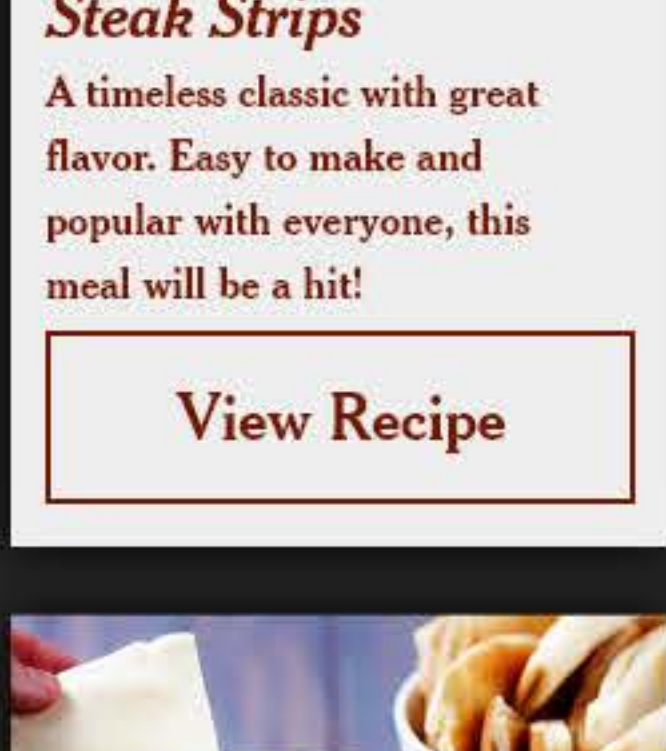 Steak Strips
A timeless classic with great
flavor. Easy to make and
popular with everyone, this
meal will be a hit!
View Recipe